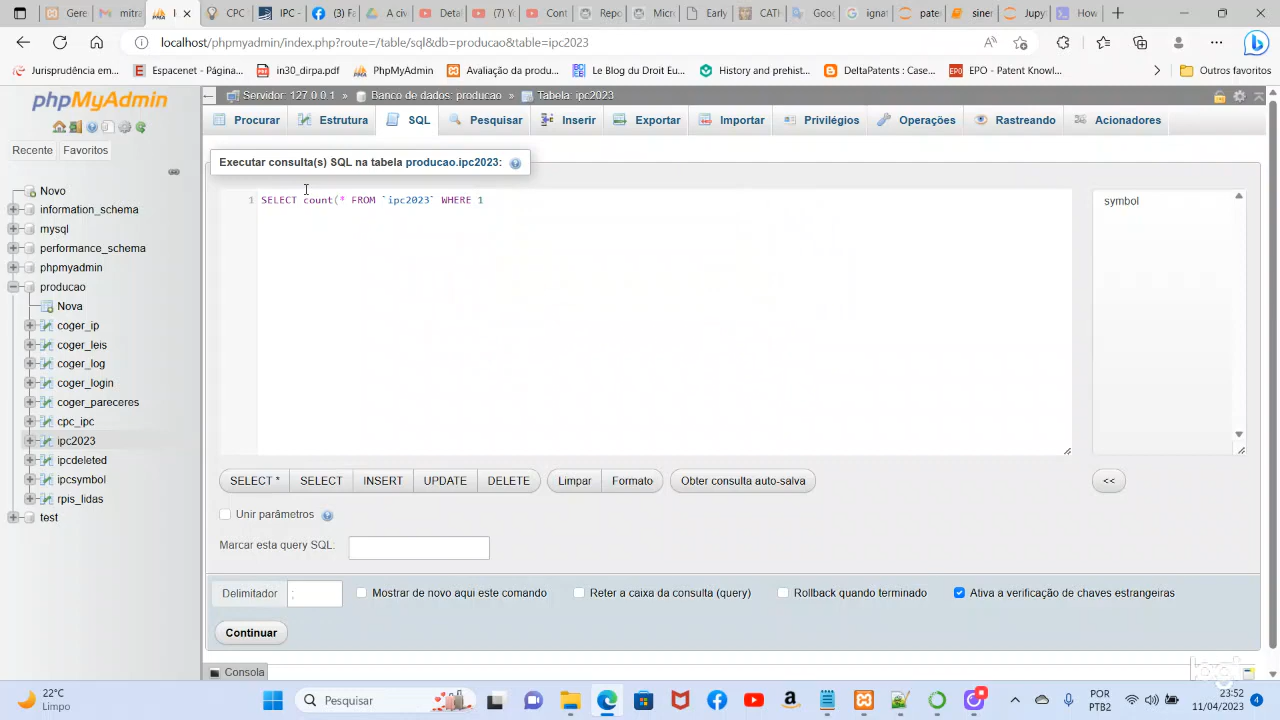 Gere
mitra
CPC
IPC -
(3) F
A civ
Deta
(7) Y
Cont
Repo
Micr
Early
CATH
Goog
ignat
pate
siner
Jupy
How
localhost/phpmyadmin/index.php?route=/table/sql&db=producao&table=ipc2023
Jurisprudência em...
Espacenet - Página...
in30_dirpa.pdf
PhpMyAdmin
Avaliação da produ...
Le Blog du Droit Eu...
History and prehist...
DeltaPatents : Case...
EPO - Patent Knowl...
Outros favoritos
phpMyAdmin
Recente
Favoritos
Novo
information_schema
mysql
performance_schema
phpmyadmin
producao
Nova
coger_ip
coger_leis
coger_log
coger_login
coger_pareceres
cpc_ipc
ipc2023
ipcdeleted
ipcsymbol
rpis_lidas
test
Servidor: 127.0.0.1 » Banco de dados: producao » Tabela: ipc2023
Procurar
Estrutura
SQL
Pesquisar
Inserir
Exportar
Importar
Privilégios
Operações
Rastreando
Acionadores
Executar consulta(s) SQL na tabela producao.ipc2023:
1 SELECT count(* FROM `ipc2023` WHERE 1
symbol
SELECT *
SELECT
INSERT
UPDATE
DELETE
Limpar
Formato
Obter consulta auto-salva
<<
Unir parâmetros
Marcar esta query SQL:
Delimitador ;
Mostrar de novo aqui este comando
Reter a caixa da consulta (query)
Rollback quando terminado
Ativa a verificação de chaves estrangeiras
Continuar
Consola
22°C
Limpo
Pesquisar
POR
PTB2
23:52
11/04/2023
4